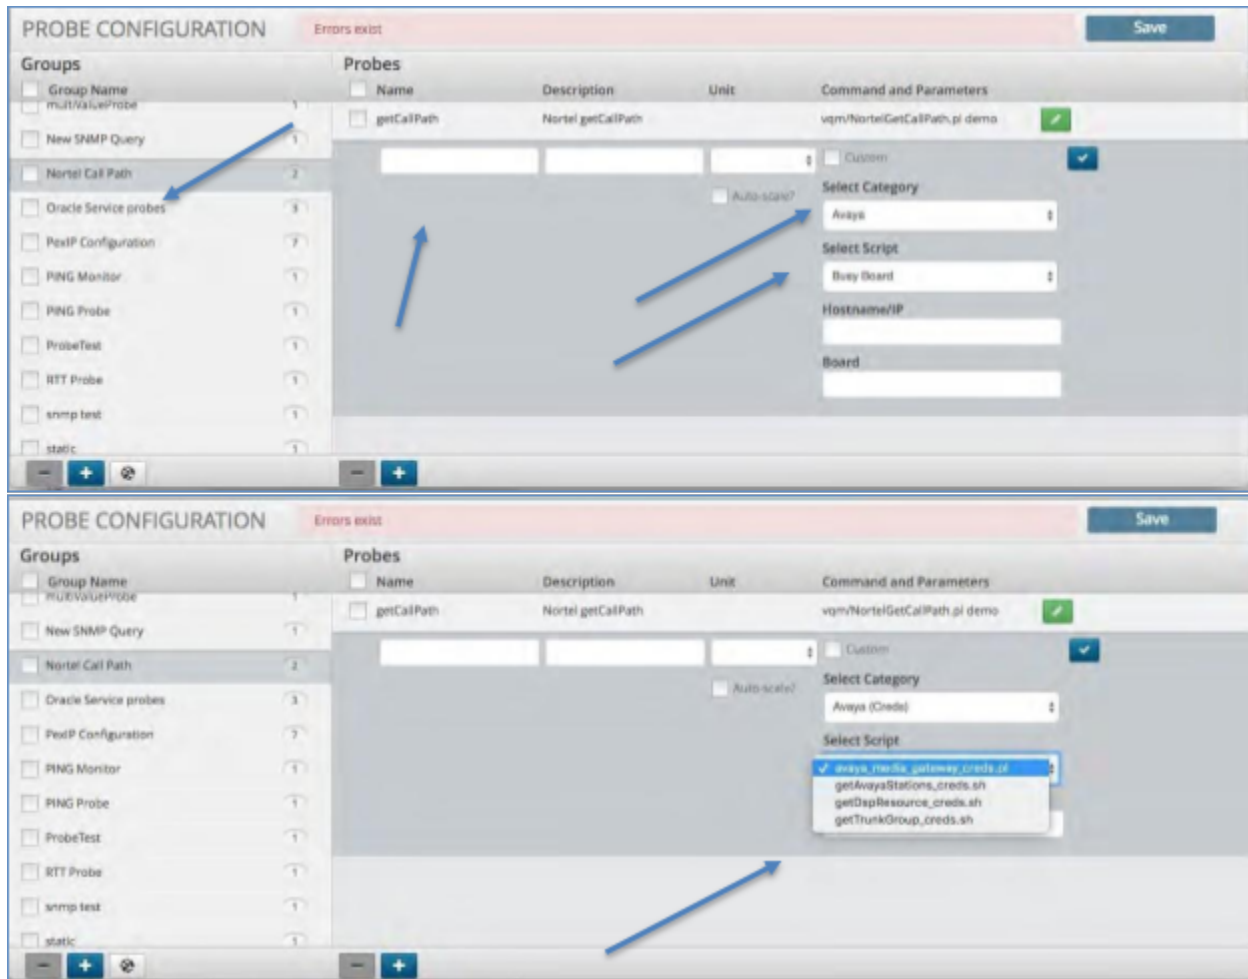 PROBE CONFIGURATION Errors exist Save
Groups Probes
Group Name Name Description Unit Command and Parameters
multiValueProbe 1
getCallPath Nortel getCallPath vqm/NortelGetCallPath.pl demo
New SNMP Query 1
Custom
Nortel Call Path 2
Select Category
Auto-scale?
Oracle Service probes 3
Avaya
PexIP Configuration 7
Select Script
PING Monitor 1
Busy Board
PING Probe 1
Hostname/IP
ProbeTest 1
Board
RTT Probe 1
snmp test 1
static 1
PROBE CONFIGURATION Errors exist Save
Groups Probes
Group Name Name Description Unit Command and Parameters
multiValueProbe 1
getCallPath Nortel getCallPath vqm/NortelGetCallPath.pl demo
New SNMP Query 1
Custom
Nortel Call Path 2
Select Category
Auto-scale?
Oracle Service probes 3
Avaya (Creds)
PexIP Configuration 7
Select Script
PING Monitor 1
avaya_media_gateway_creds.pl
getAvayaStations_creds.sh
PING Probe 1
getDspResource_creds.sh
getTrunkGroup_creds.sh
ProbeTest 1
RTT Probe 1
snmp test 1
static 1